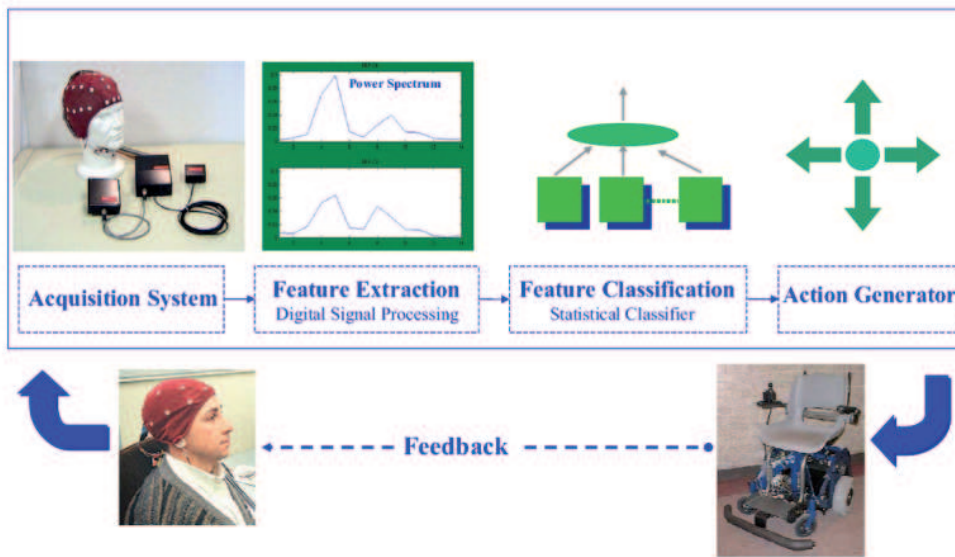 Power Spectrum
Acquisition System
Feature Extraction
Digital Signal Processing
Feature Classification
Statistical Classifier
Action Generator
Feedback